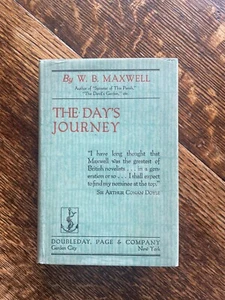 By W. B. MAXWELL
Author of "Spinster of This Parish,"
"The Devil's Garden," etc.
THE DAY'S
JOURNEY
"I have long thought that
Maxwell was the greatest of
British novelists . . . in a gen-
eration or so . . . I shall expect
to find my nominee at the top."
SIR ARTHUR CONAN DOYLE
DOUBLEDAY, PAGE & COMPANY
Garden City New York